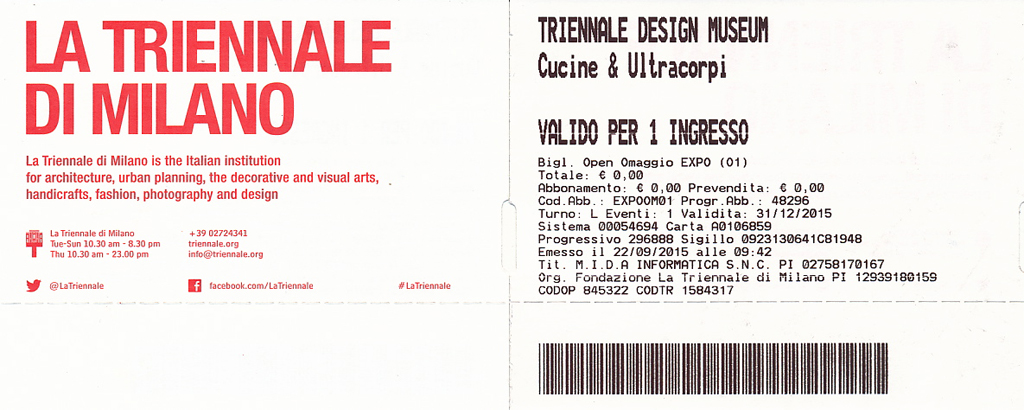 LA TRIENNALE
DI MILANO
La Triennale di Milano is the Italian institution
for architecture, urban planning, the decorative and visual arts,
handicrafts, fashion, photography and design
La Triennale di Milano
Tue-Sun 10.30 am - 8.30 pm
Thu 10.30 am - 23.00 pm
+39 02724341
triennale.org
info@triennale.org
@LaTriennale
facebook.com/LaTriennale
#LaTriennale
TRIENNALE DESIGN MUSEUM
Cucine & Ultracorpi
VALIDO PER 1 INGRESSO
Bigl. Open Omaggio EXPO (01)
Totale: € 0,00
Abbonamento: € 0,00 Prevendita: € 0,00
Cod.Abb.: EXPOOM01 Progr.Abb.: 48296
Turno: L Eventi: 1 Validita: 31/12/2015
Sistema 00054694 Carta A0106859
Progressivo 296888 Sigillo 0923130641C81948
Emesso il 22/09/2015 alle 09:42
Tit. M.I.D.A INFORMATICA S.N.C. PI 02758170167
Org. Fondazione La Triennale di Milano PI 12939180159
CODOP 845322 CODTR 1584317